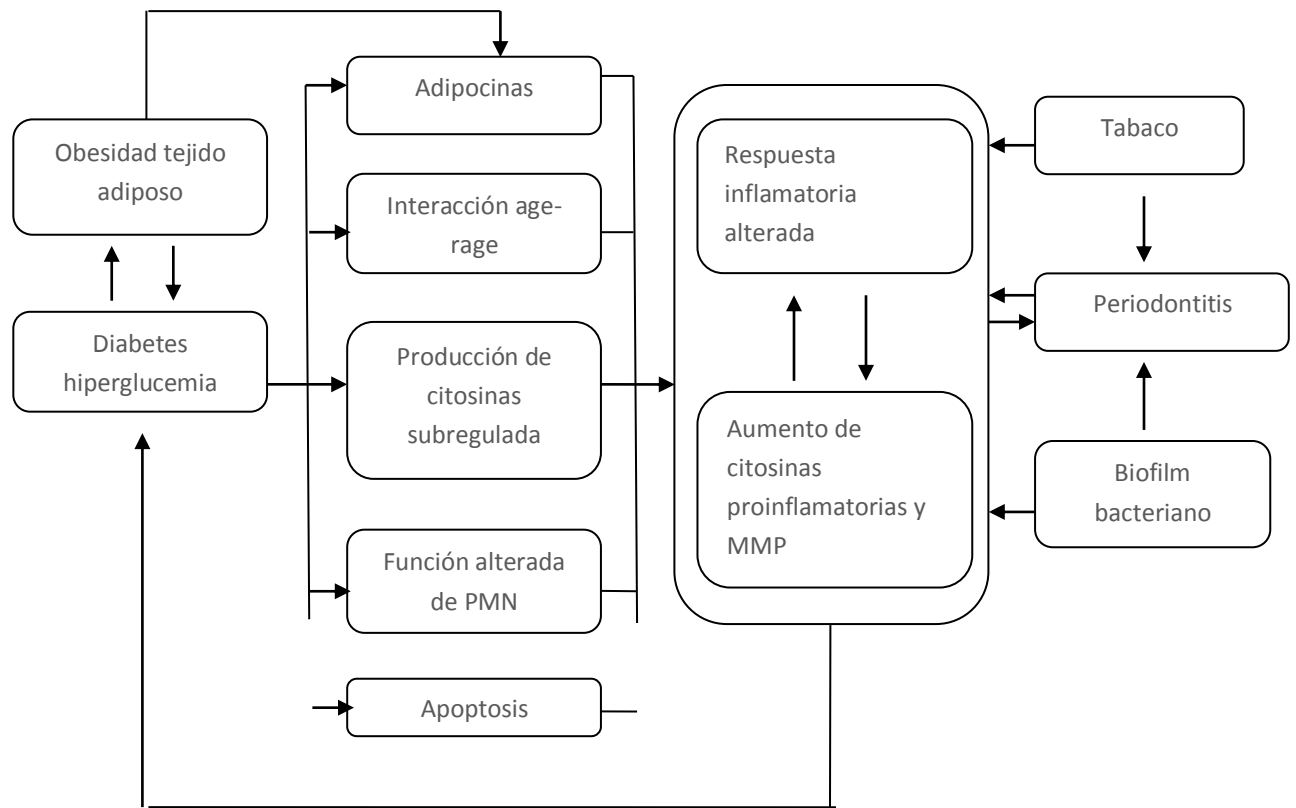 Obesidad tejido
adiposo
Diabetes
hiperglucemia
Adipocinas
Interacción age-
rage
Producción de
citosinas
subregulada
Función alterada
de PMN
Apoptosis
Respuesta
inflamatoria
alterada
Aumento de
citosinas
proinflamatorias y
MMP
Tabaco
Periodontitis
Biofilm
bacteriano